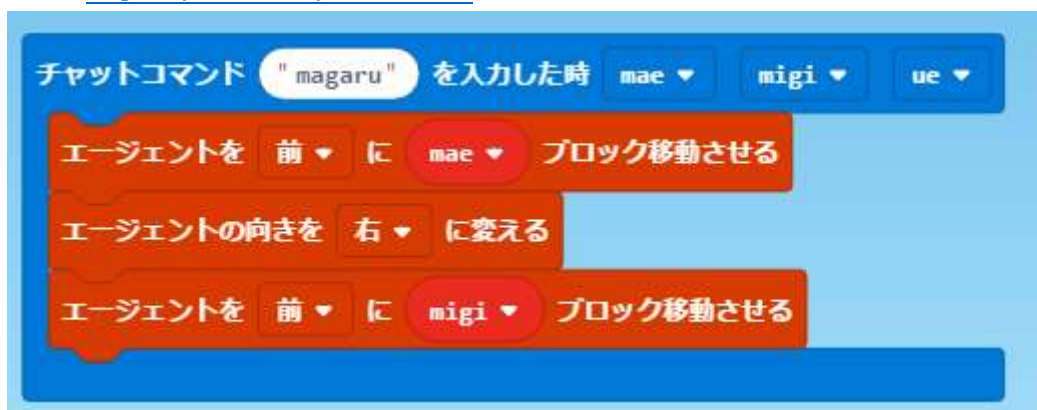 チャットコマンド "magaru" を入力した時 mae migi ue
エージェントを 前 に mae ブロック移動させる
エージェントの向きを 右 に変える
エージェントを 前 に migi ブロック移動させる